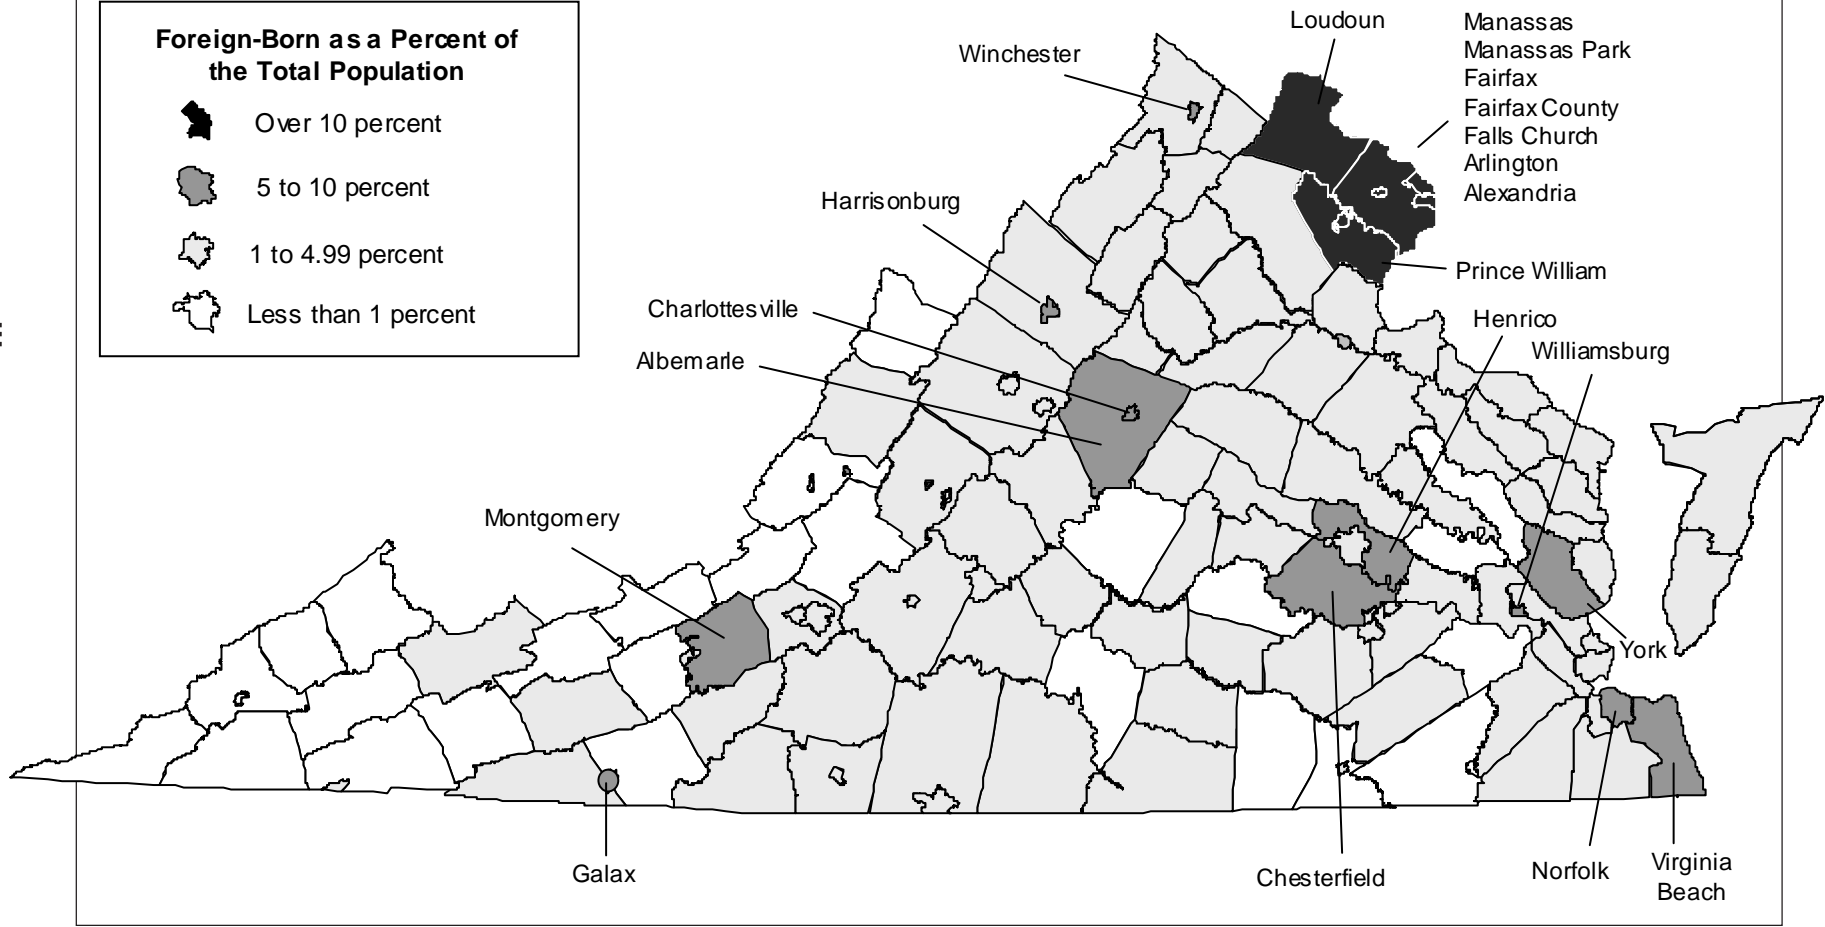 Foreign-Born as a Percent of
the Total Population
Over 10 percent
5 to 10 percent
1 to 4.99 percent
Less than 1 percent
Winchester
Loudoun
Manassas
Manassas Park
Fairfax
Fairfax County
Falls Church
Arlington
Alexandria
Harrisonburg
Prince William
Charlottesville
Henrico
Albemarle
Williamsburg
Montgomery
York
Galax
Chesterfield
Norfolk
Virginia
Beach